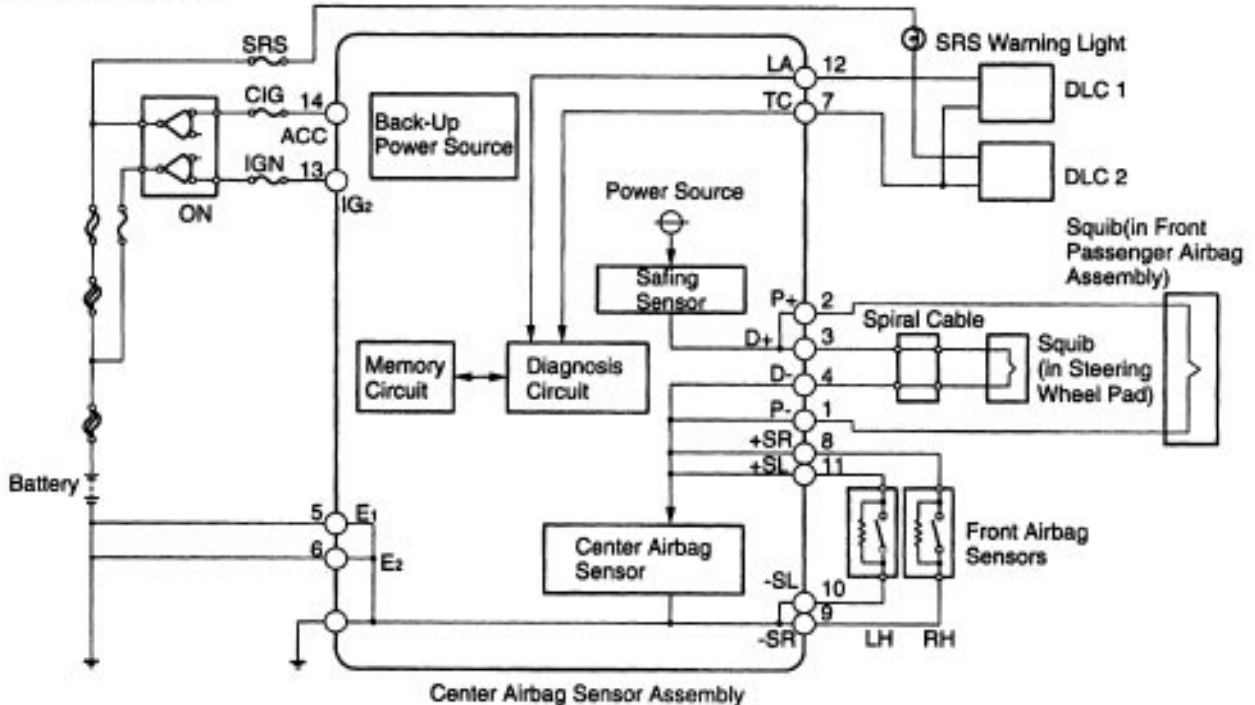 SRS
SRS Warning Light
LA
12
DLC 1
CIG
14
TC
7
ACC
Back-Up
Power Source
IGN
13
IG2
ON
Power Source
DLC 2
Squib(in Front
Passenger Airbag
Assembly)
Safing
Sensor
P+
2
Spiral Cable
D+
3
Squib
(in Steering
Wheel Pad)
Memory
Circuit
Diagnosis
Circuit
D-
4
P-
1
+SR
8
+SL
11
Battery
5
E1
6
E2
Center Airbag
Sensor
Front Airbag
Sensors
-SL
10
9
-SR
LH
RH
Center Airbag Sensor Assembly